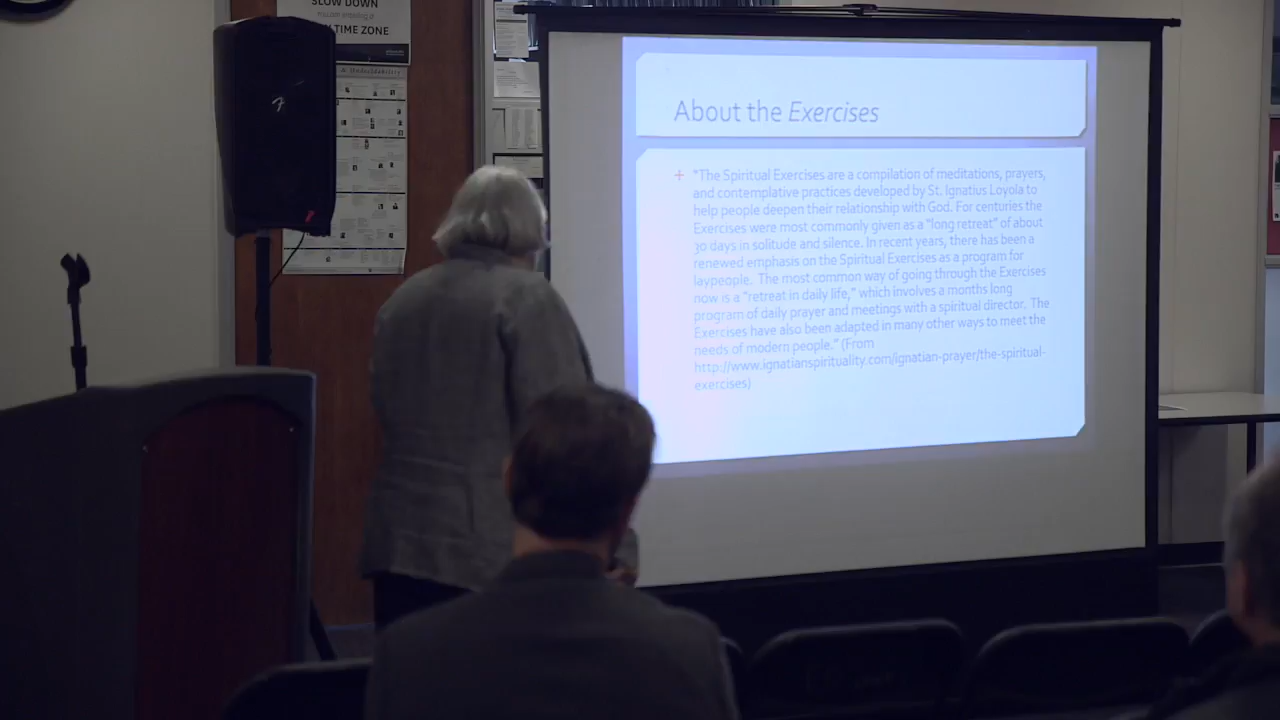 SLOW DOWN
TIME ZONE
About the Exercises
"The Spiritual Exercises are a compilation of meditations, prayers,
and contemplative practices developed by St. Ignatius Loyola to
help people deepen their relationship with God. For centuries the
Exercises were most commonly given as a "long retreat" of about
30 days in solitude and silence. In recent years, there has been a
renewed emphasis on the Spiritual Exercises as a program for
laypeople. The most common way of going through the Exercises
now is a "retreat in daily life," which involves a months long
program of daily prayer and meetings with a spiritual director. The
Exercises have also been adapted in many other ways to meet the
needs of modern people." (From
http://www.ignatianspirituality.com/ignatian-prayer/the-spiritual-
exercises)